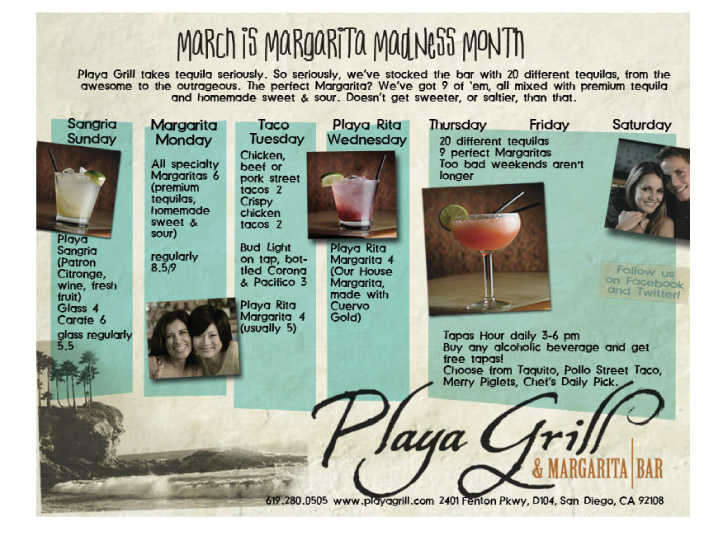 March is Margarita Madness Month
Playa Grill takes tequila seriously. So seriously, we've stocked the bar with 20 different tequilas, from the
awesome to the outrageous. The perfect Margarita? We've got 9 of 'em, all mixed with premium tequila
and homemade sweet & sour. Doesn't get sweeter, or saltier, than that.
Sangria
Sunday
Playa
Sangria
(Patron
Citronge,
wine, fresh
fruit)
Glass 4
Carafe 6
glass regularly
5.5
Margarita
Monday
All specialty
Margaritas 6
(premium
tequilas,
homemade
sweet &
sour)
regularly
8.5/9
Taco
Tuesday
Chicken,
beef or
pork street
tacos 2
Crispy
chicken
tacos 2
Bud Light
on tap, bot-
tled Corona
& Pacifico 3
Playa Rita
Margarita 4
(usually 5)
Playa Rita
Wednesday
Playa Rita
Margarita 4
(Our House
Margarita,
made with
Cuervo
Gold)
Thursday Friday Saturday
20 different tequilas
9 perfect Margaritas
Too bad weekends aren't
longer
Follow us
on Facebook
and Twitter!
Tapas Hour daily 3-6 pm
Buy any alcoholic beverage and get
free tapas!
Choose from Taquito, Pollo Street Taco,
Merry Piglets, Chef's Daily Pick.
Playa Grill
& MARGARITA BAR
619.280.0505 www.playagrill.com 2401 Fenton Pkwy, D104, San Diego, CA 92108